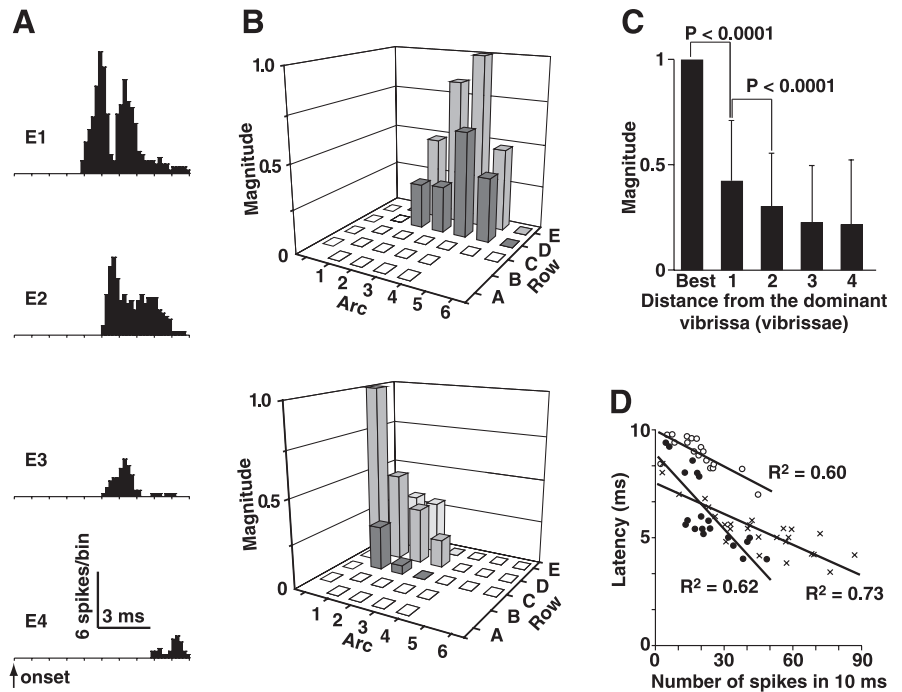 A
E1
E2
E3
E4
6 spikes/bin
3 ms
onset
B
1.0
0.5
0
Magnitude
1 2 3 4 5 6
Arc
A B C D E
Row
1.0
0.5
0
Magnitude
1 2 3 4 5 6
Arc
A B C D E
Row
C
P < 0.0001
P < 0.0001
1
0.5
0
Magnitude
Best 1 2 3 4
Distance from the dominant
vibrissa (vibrissae)
D
10
5
0
Latency (ms)
R² = 0.60
R² = 0.62
R² = 0.73
0 30 60 90
Number of spikes in 10 ms